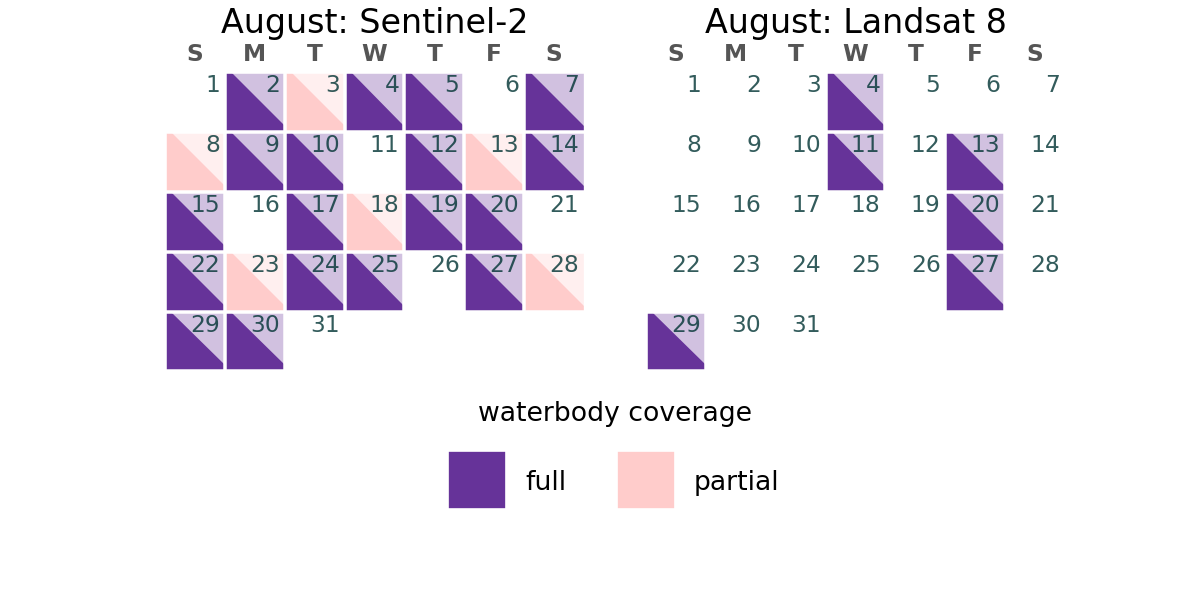 August: Sentinel-2
S M T W T F S
1 2 3 4 5 6 7
8 9 10 11 12 13 14
15 16 17 18 19 20 21
22 23 24 25 26 27 28
29 30 31
August: Landsat 8
S M T W T F S
1 2 3 4 5 6 7
8 9 10 11 12 13 14
15 16 17 18 19 20 21
22 23 24 25 26 27 28
29 30 31
waterbody coverage
full partial